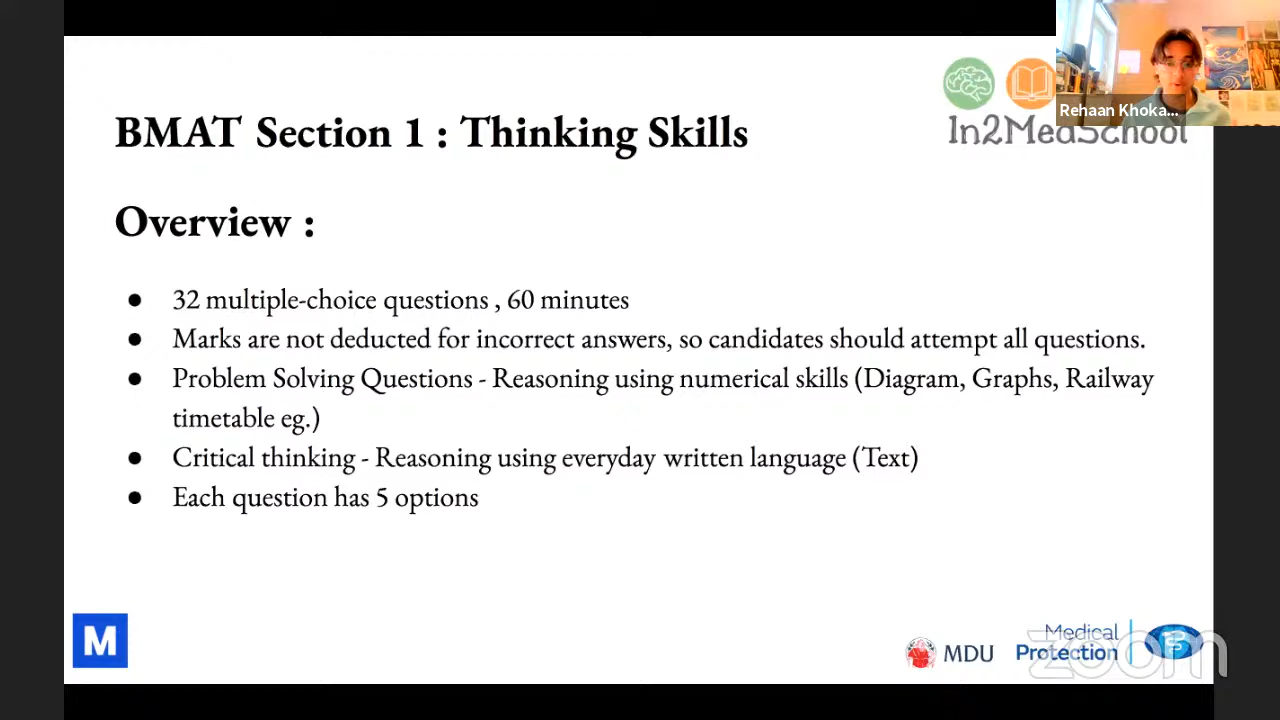 BMAT Section 1 : Thinking Skills
In2MedSchool
Rehaan Khoka...
Overview :
● 32 multiple-choice questions , 60 minutes
● Marks are not deducted for incorrect answers, so candidates should attempt all questions.
● Problem Solving Questions - Reasoning using numerical skills (Diagram, Graphs, Railway
timetable eg.)
● Critical thinking - Reasoning using everyday written language (Text)
● Each question has 5 options
M
MDU
Medical
Protection
zoom